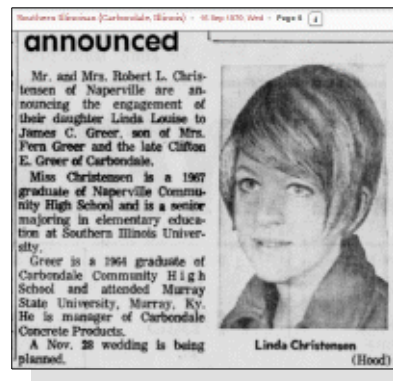 Southern Illinoisan (Carbondale, Illinois) · 16 Sep 1970, Wed · Page 8
announced
Mr. and Mrs. Robert L. Chris-
tensen of Naperville are an-
nouncing the engagement of
their daughter Linda Louise to
James C. Greer, son of Mrs.
Fern Greer and the late Clifton
E. Greer of Carbondale.
Miss Christensen is a 1967
graduate of Naperville Commu-
nity High School and is a senior
majoring in elementary educa-
tion at Southern Illinois Univer-
sity.
Greer is a 1964 graduate of
Carbondale Community High
School and attended Murray
State University, Murray, Ky.
He is manager of Carbondale
Concrete Products.
A Nov. 28 wedding is being
planned.
Linda Christensen
(Hood)